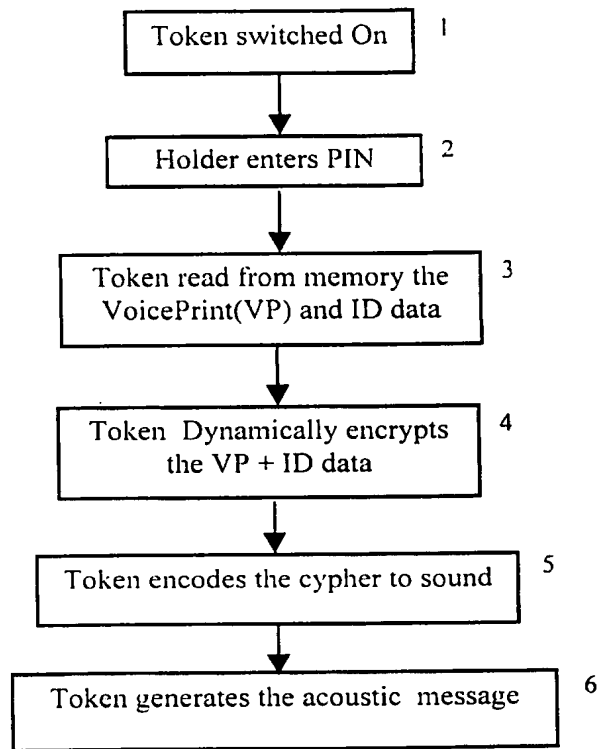 Token switched On 1
Holder enters PIN 2
Token read from memory the 3
VoicePrint(VP) and ID data
Token Dynamically encrypts 4
the VP + ID data
Token encodes the cypher to sound 5
Token generates the acoustic message 6